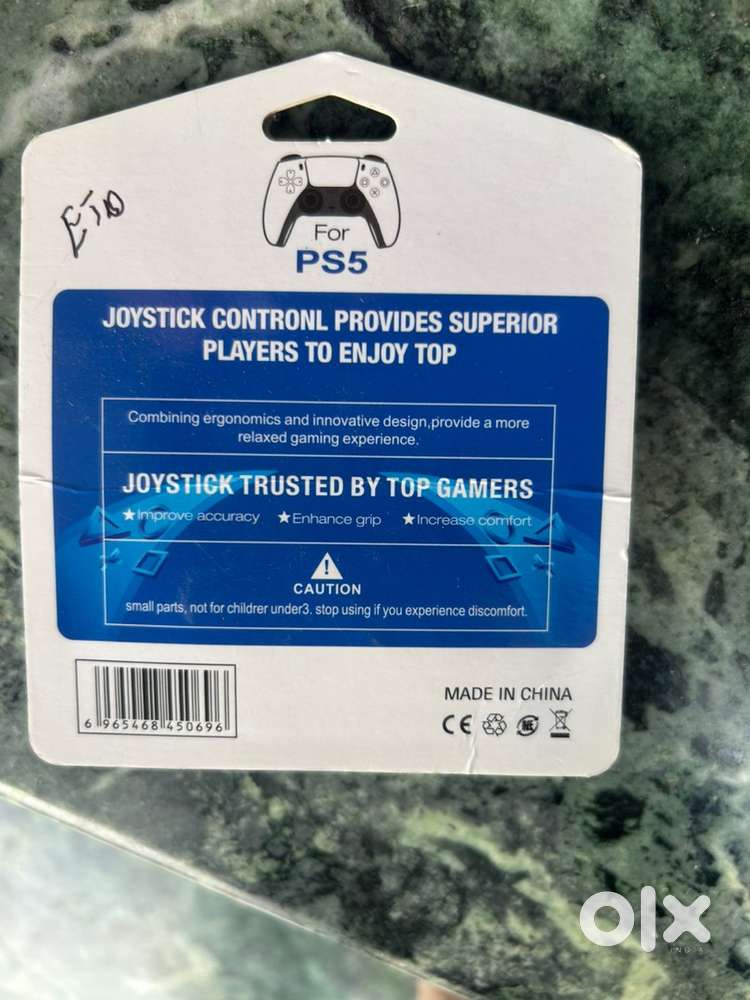 For
PS5
JOYSTICK CONTRONL PROVIDES SUPERIOR
PLAYERS TO ENJOY TOP
Combining ergonomics and innovative design,provide a more
relaxed gaming experience.
JOYSTICK TRUSTED BY TOP GAMERS
★Improve accuracy ★Enhance grip ★Increase comfort
CAUTION
small parts, not for childrer under3. stop using if you experience discomfort.
6 965468 450696
MADE IN CHINA
CE
olx
INDIA